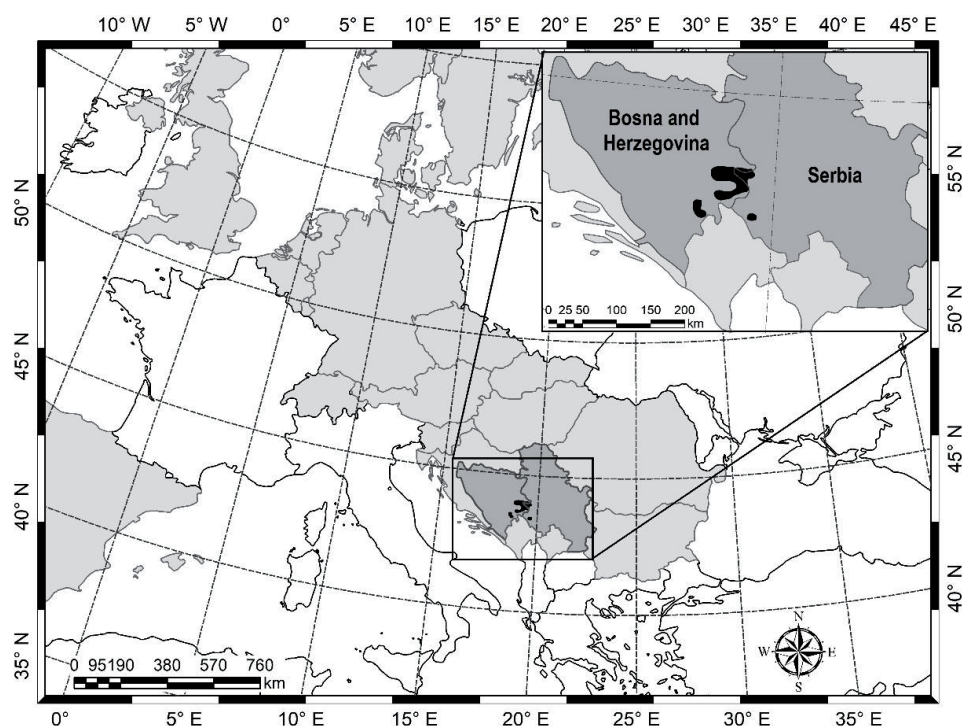 10° W 5° W 0° 5° E 10° E 15° E 20° E 25° E 30° E 35° E 40° E 45° E
Bosna and
Herzegovina
Serbia
0 25 50 100 150 200
km
50° N
45° N
40° N
35° N
55° N
50° N
45° N
40° N
N
W E
S
0 95 190 380 570 760
km
0° 5° E 10° E 15° E 20° E 25° E 30° E 35° E